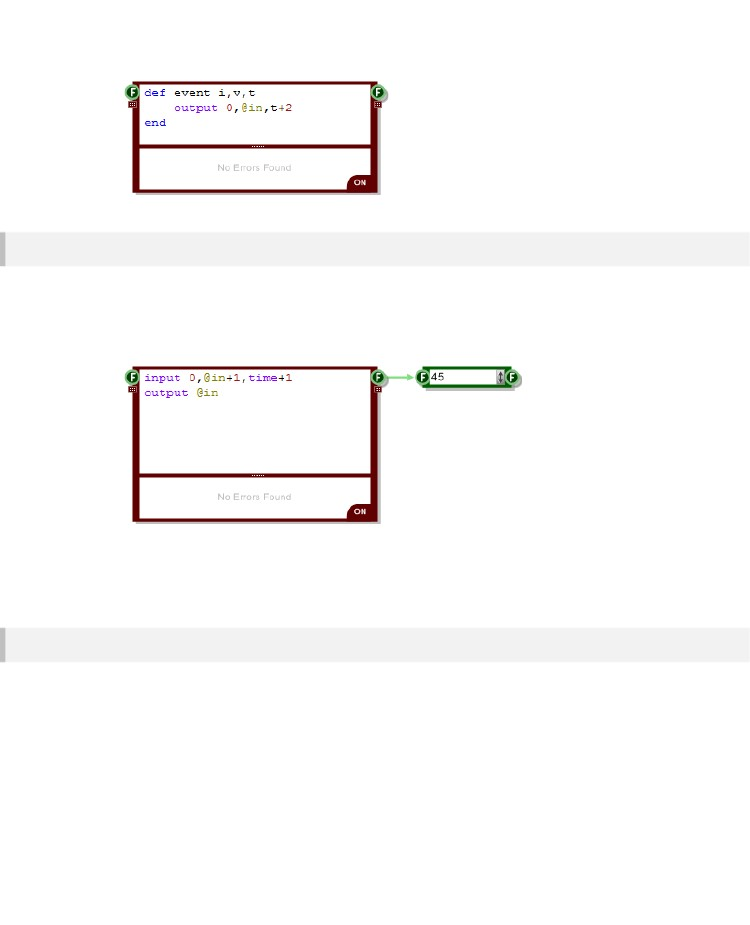 F def event i,v,t F
output 0,@in,t+2
end
No Errors Found
ON
F input 0,@in+1,time+1 F F 45 F
output @in
No Errors Found
ON